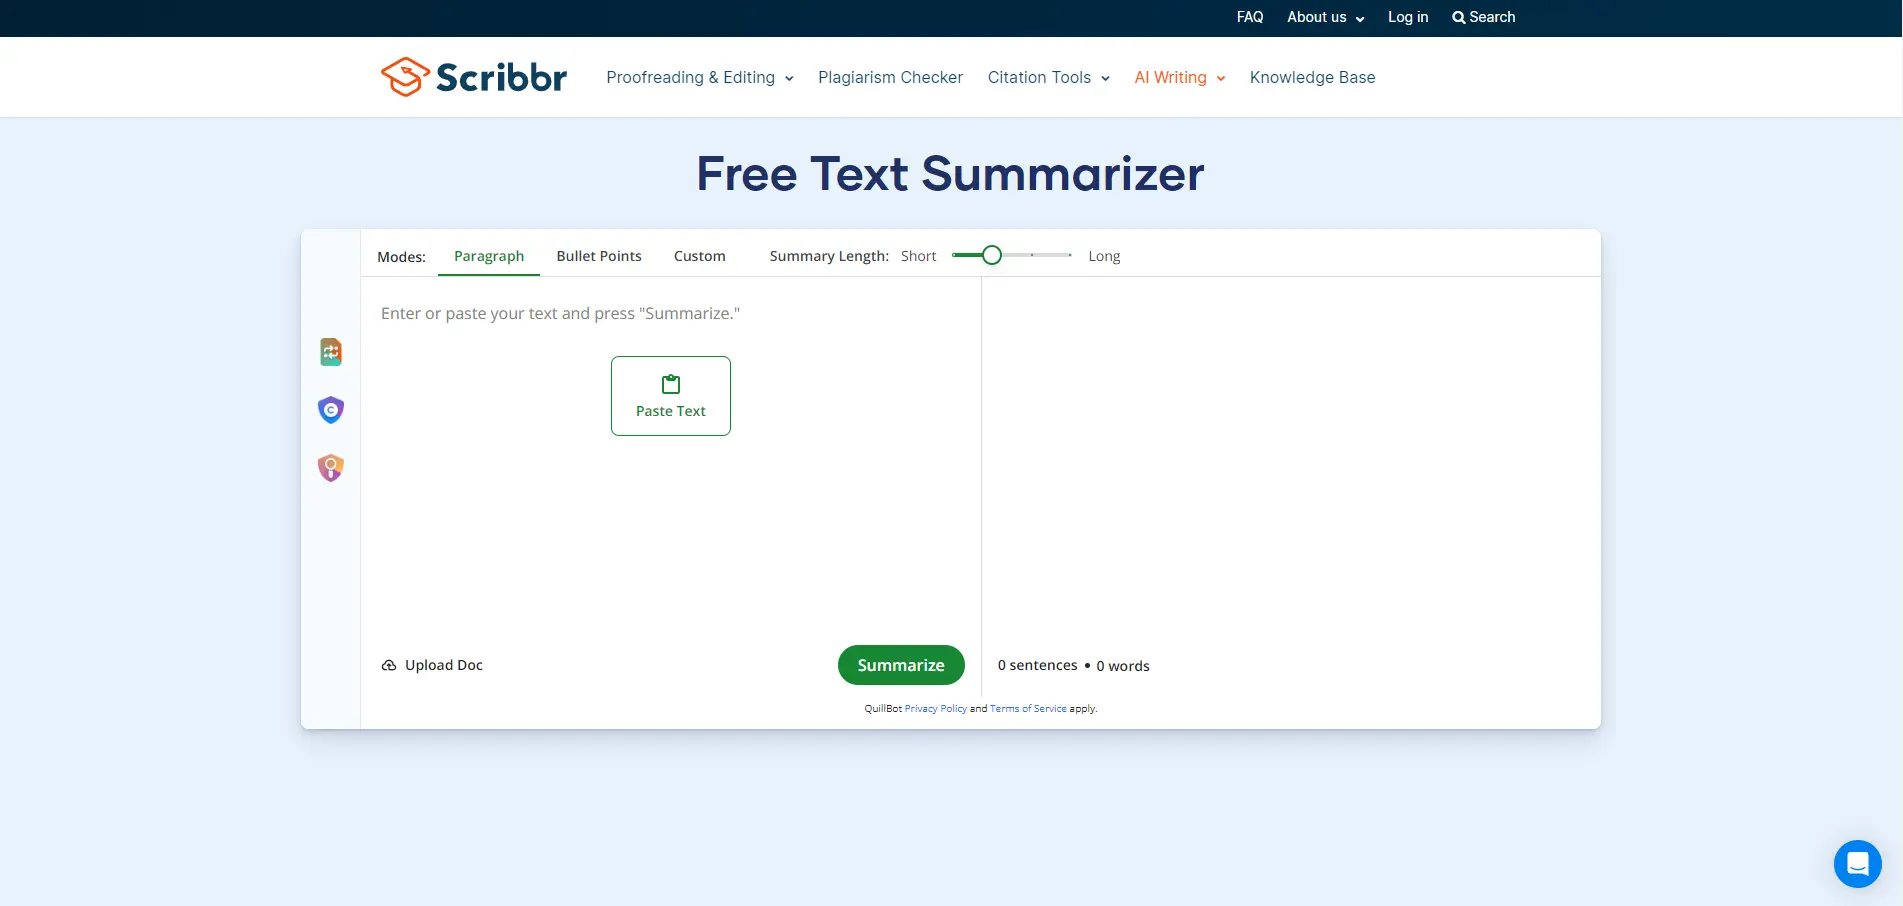 FAQ About us Log in Search
Scribbr Proofreading & Editing Plagiarism Checker Citation Tools AI Writing Knowledge Base
Free Text Summarizer
Modes: Paragraph Bullet Points Custom Summary Length: Short Long
Enter or paste your text and press "Summarize."
Paste Text
Upload Doc Summarize 0 sentences • 0 words
QuillBot Privacy Policy and Terms of Service apply.